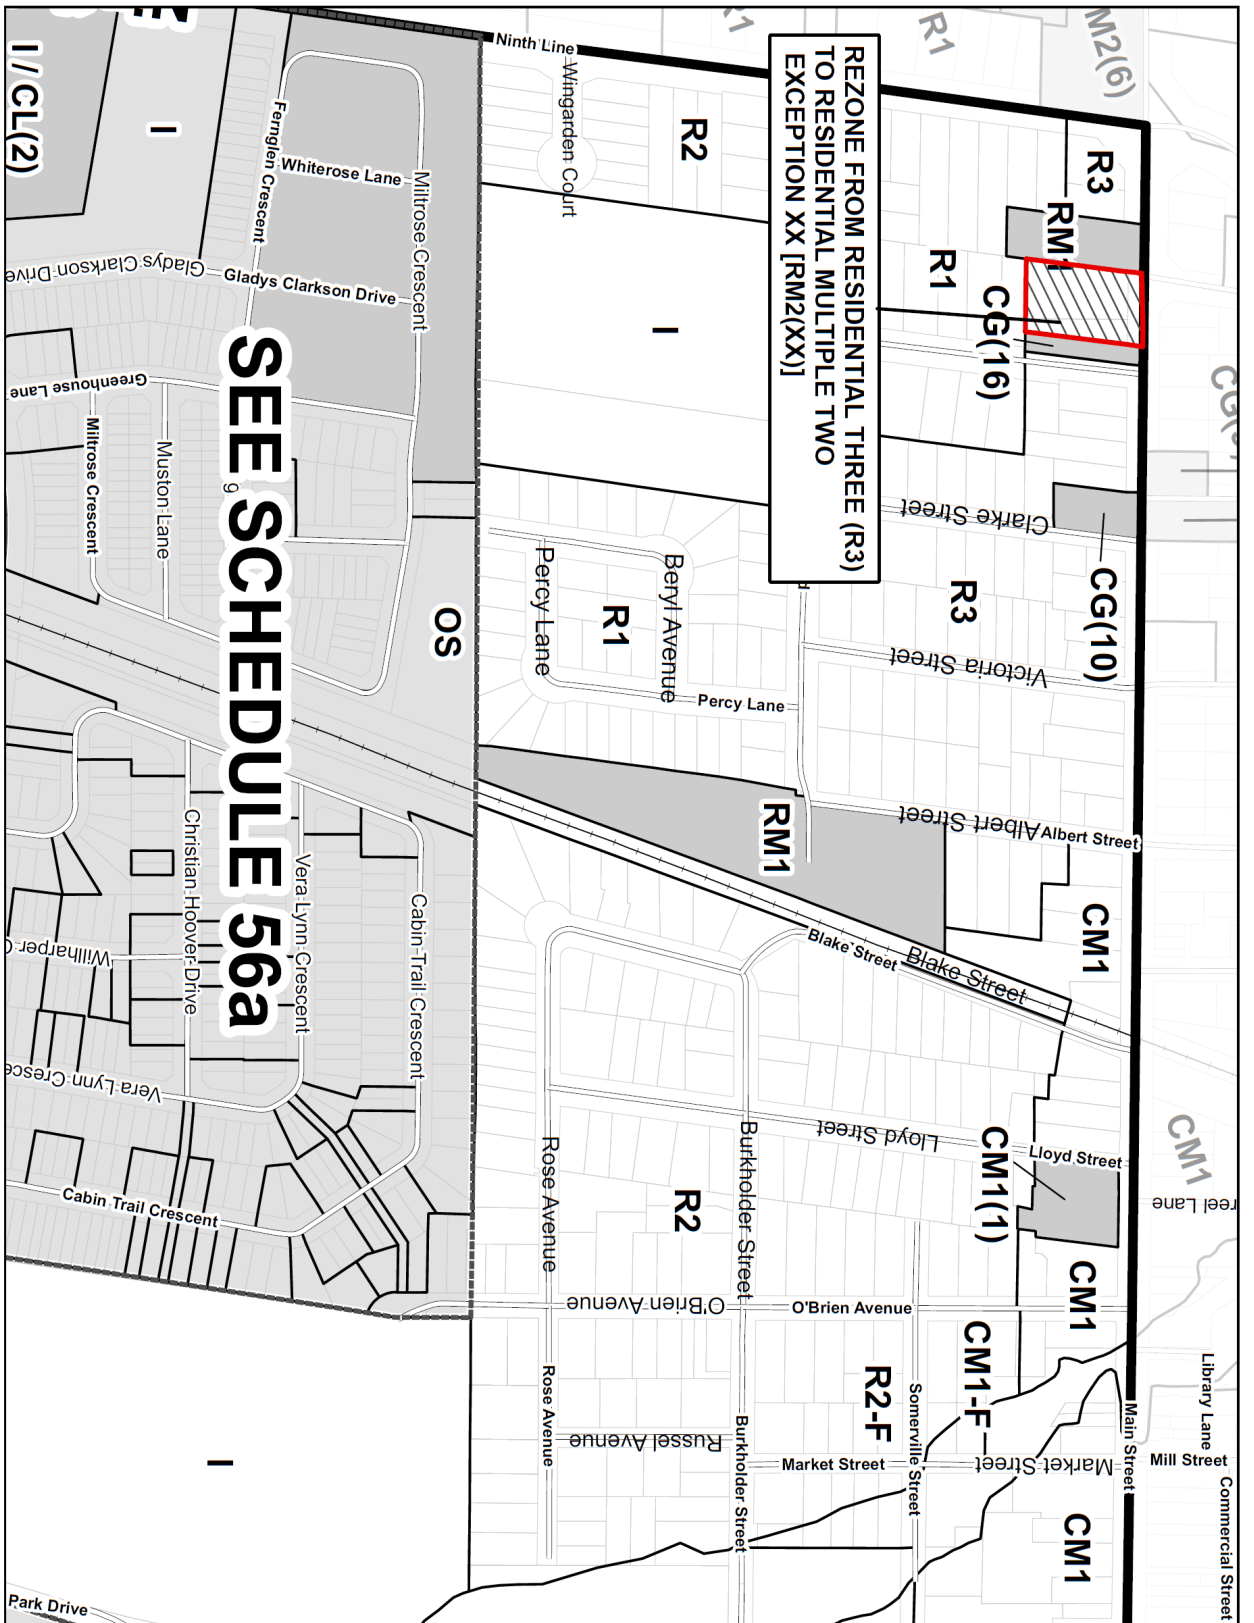 REZONE FROM RESIDENTIAL THREE (R3)
TO RESIDENTIAL MULTIPLE TWO
EXCEPTION XX [RM2(XX)]
SEE SCHEDULE 56a
Library Lane
Mill Street
Commercial Street
Main Street
reel Lane
CM1
M2(6)
R1
R1
R3
RM1
CG(16)
R1
CG(10)
R3
CM1
CM1(1)
CM1
CM1-F
CM1
R2-F
R2
R2
R1
RM1
I
OS
I
I
I/CL(2)
Ninth Line
Wingarden Court
Clarke Street
Victoria Street
Albert Street
Albert Street
Beryl Avenue
Percy Lane
Percy Lane
Blake Street
Blake Street
Lloyd Street
Lloyd Street
Burkholder Street
Burkholder Street
Rose Avenue
Rose Avenue
O'Brien Avenue
O'Brien Avenue
Somerville Street
Market Street
Market Street
Russel Avenue
Miltrose Crescent
Whiterose Lane
Fernglen Crescent
Gladys Clarkson Drive
Gladys Clarkson Drive
Greenhouse Lane
Miltrose Crescent
Muston Lane
g
Christian Hoover Drive
Vera Lynn Crescent
Cabin Trail Crescent
Cabin Trail Crescent
Park Drive